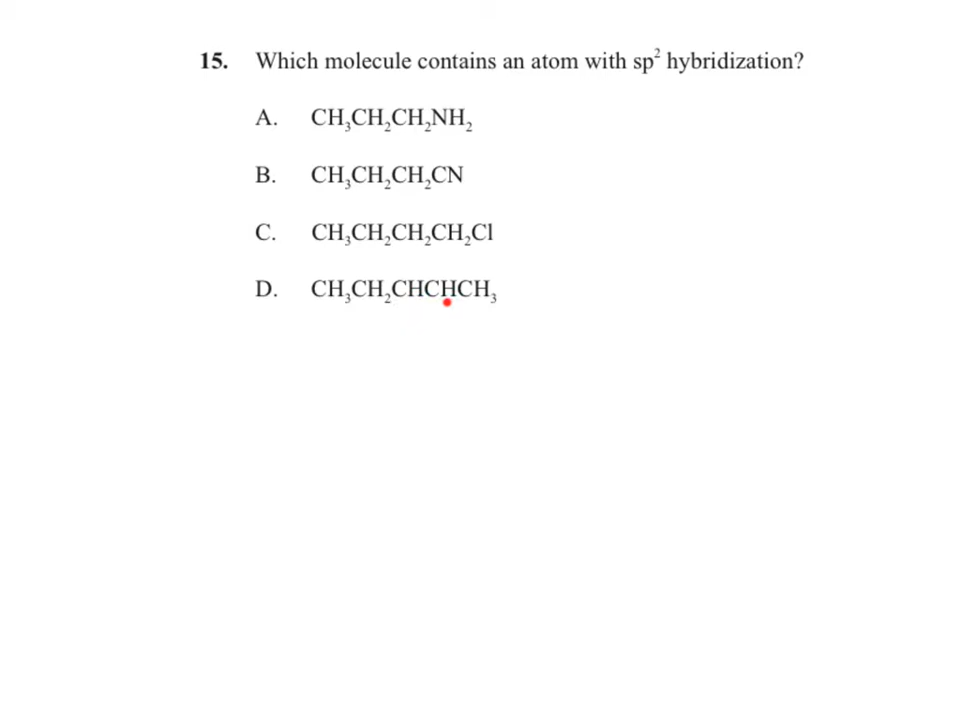 15. Which molecule contains an atom with sp² hybridization?
A. CH₃CH₂CH₂NH₂
B. CH₃CH₂CH₂CN
C. CH₃CH₂CH₂CH₂Cl
D. CH₃CH₂CHCHCH₃